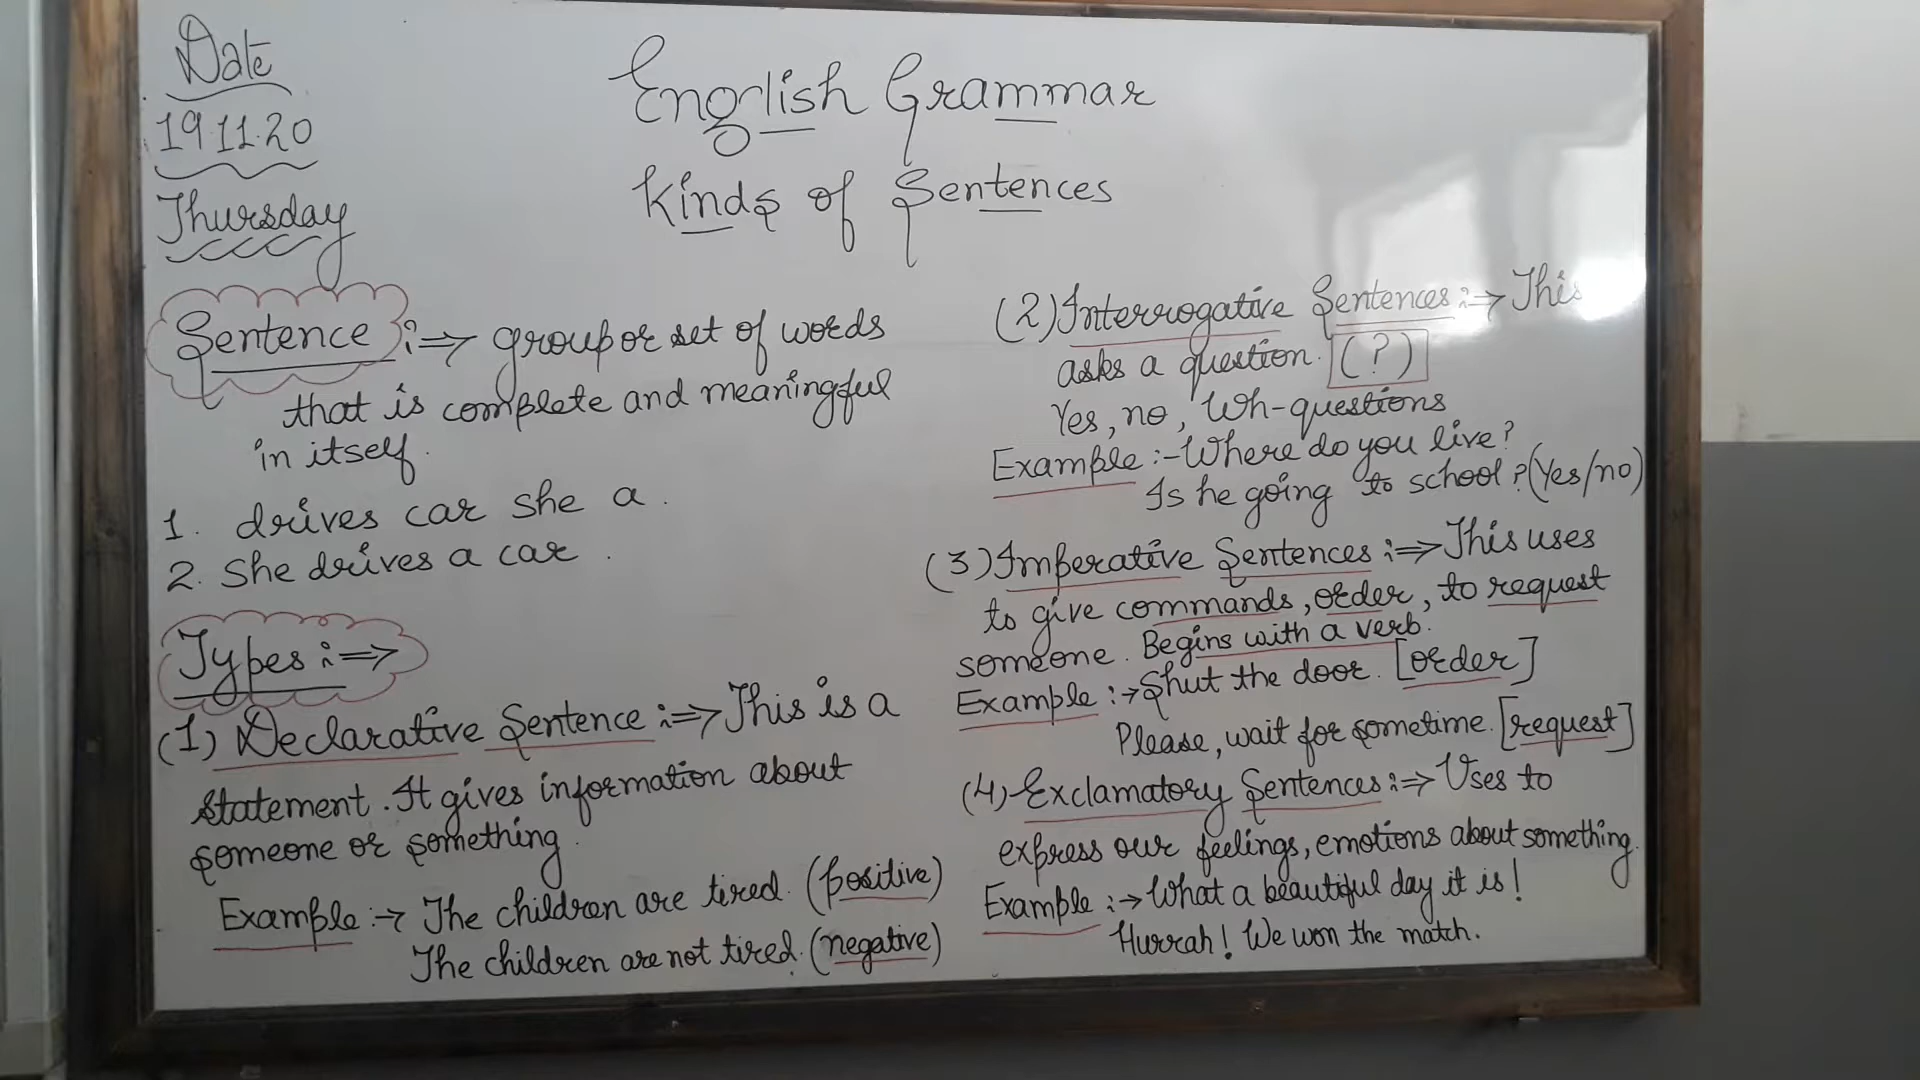 Date
19.11.20
Thursday
English Grammar
Kinds of Sentences
Sentence :⇒ group or set of words
that is complete and meaningful
in itself.
1. drives car she a.
2. She drives a car.
Types :⇒
(1) Declarative Sentence :⇒ This is a
statement. It gives information about
someone or something.
Example :→ The children are tired. (positive)
The children are not tired. (negative)
(2) Interrogative Sentences :⇒ This
asks a question. (?)
Yes, no, Wh-questions
Example :- Where do you live?
Is he going to school? (Yes/no)
(3) Imperative Sentences :⇒ This uses
to give commands, order, to request
someone. Begins with a verb.
Example :→ Shut the door. [order]
Please, wait for sometime. [request]
(4) Exclamatory Sentences :⇒ Uses to
express our feelings, emotions about something.
Example :→ What a beautiful day it is!
Hurrah! We won the match.